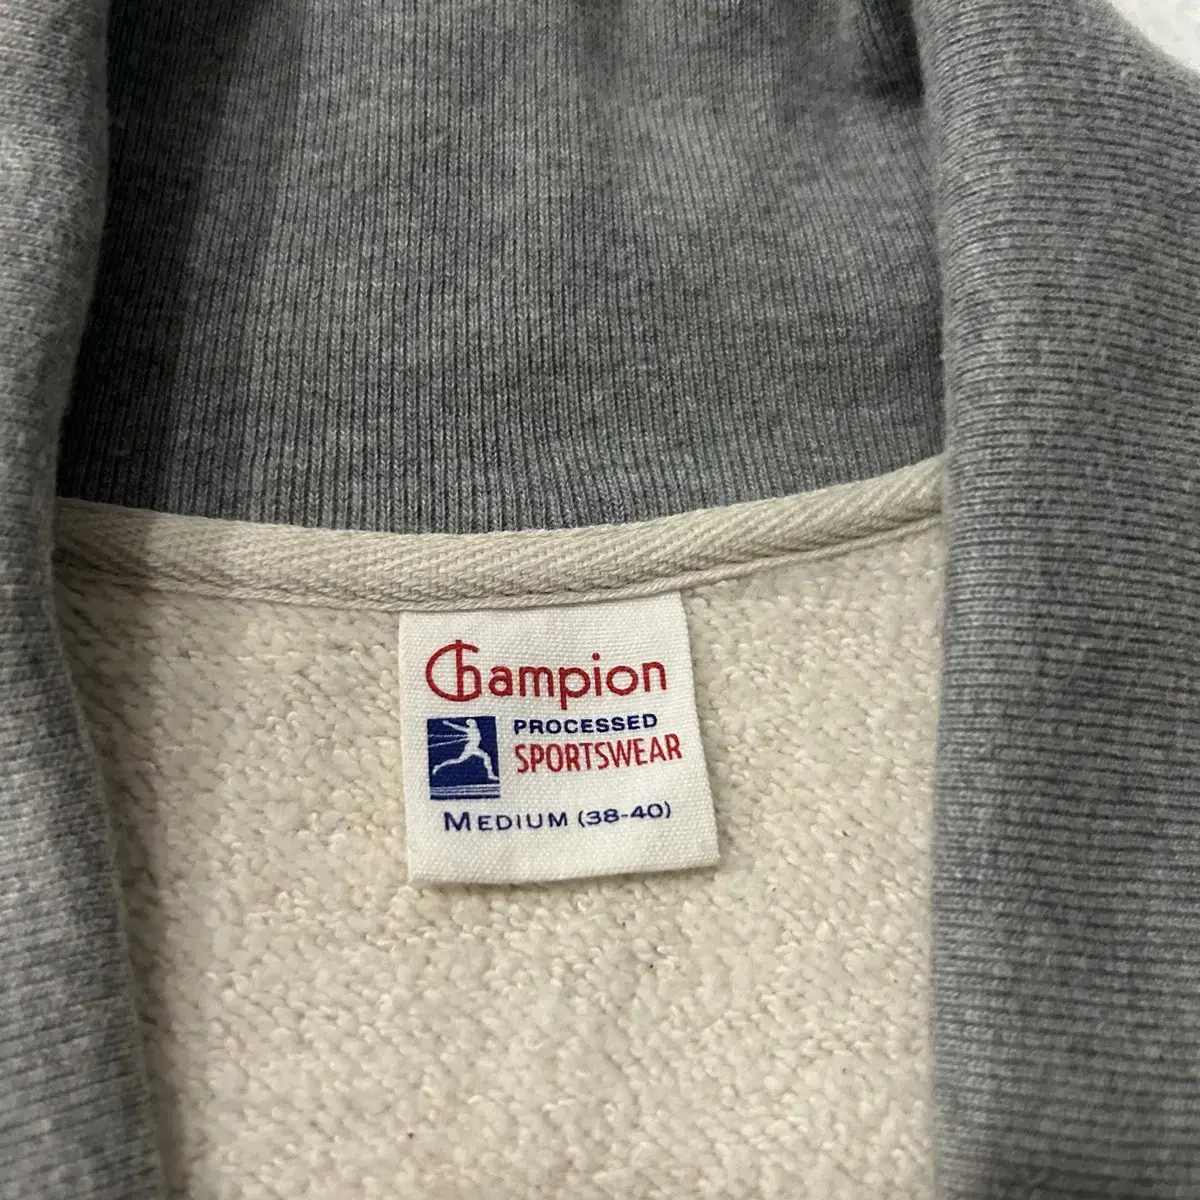 Champion
PROCESSED
SPORTSWEAR
MEDIUM (38-40)